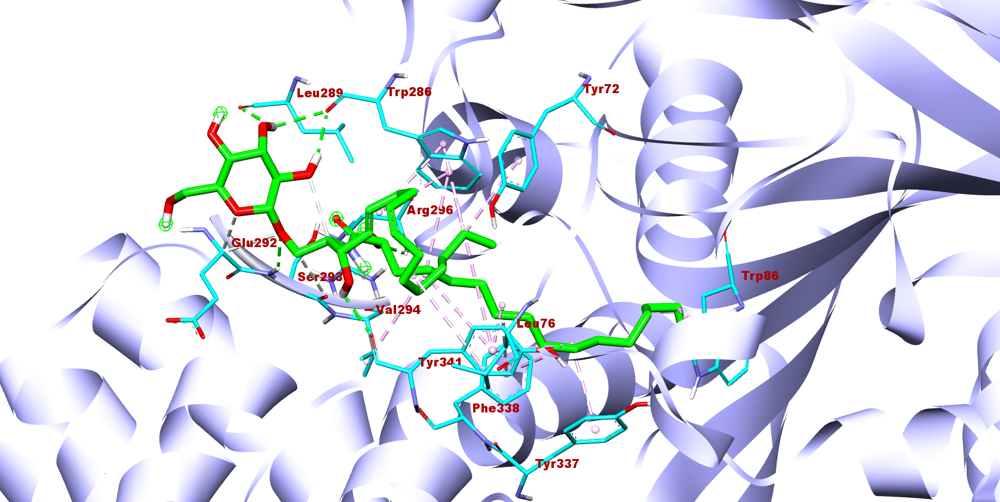 Leu289
Trp286
Tyr72
Arg296
Glu292
Ser293
Trp86
Val294
Leu76
Tyr341
Phe338
Tyr337